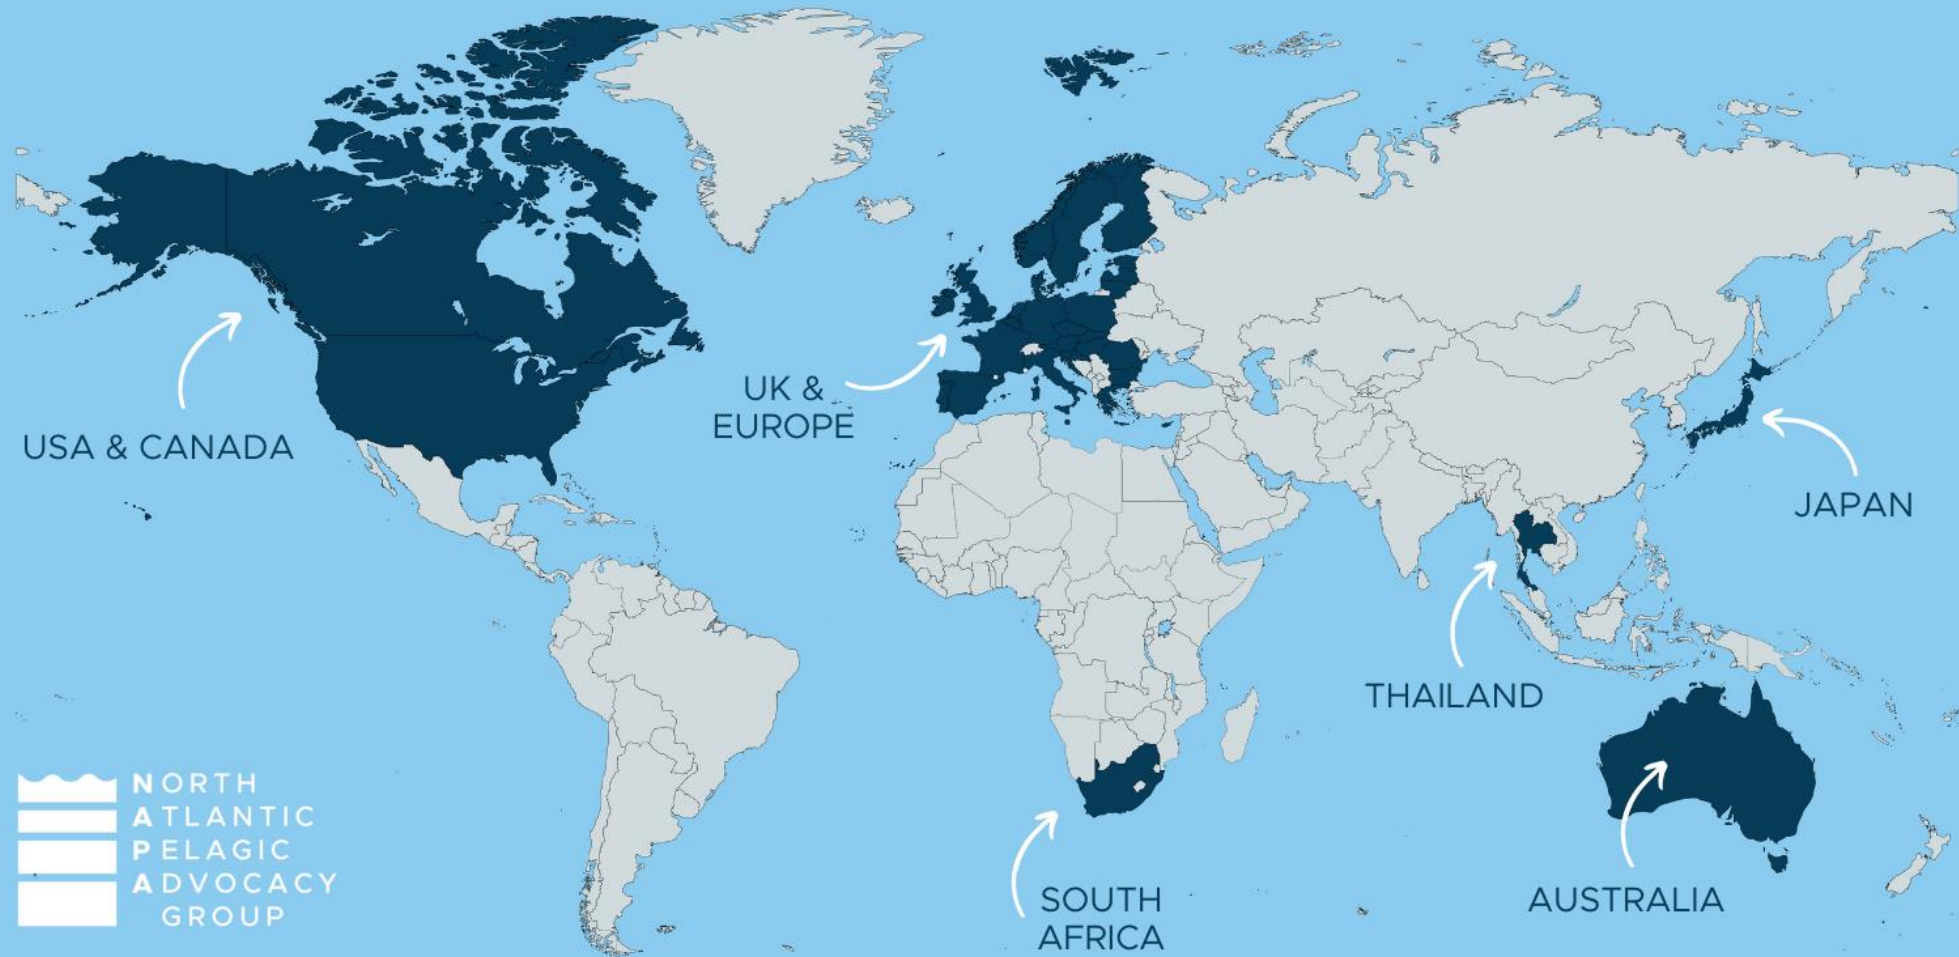 USA & CANADA
UK &
EUROPE
JAPAN
THAILAND
SOUTH
AFRICA
AUSTRALIA
NORTH
ATLANTIC
PELAGIC
ADVOCACY
GROUP